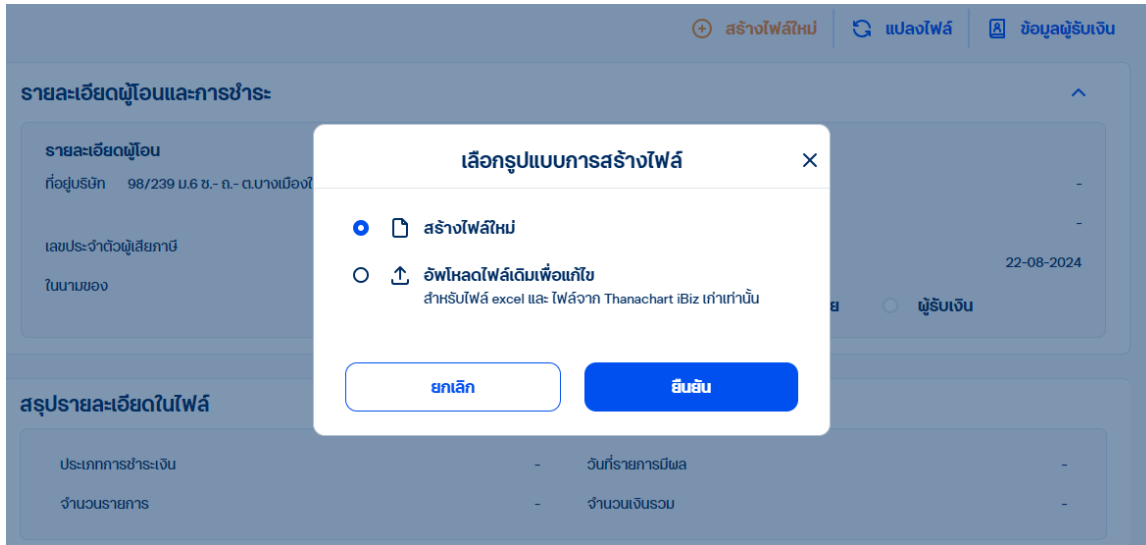 สร้างไฟล์ใหม่ แปลงไฟล์ ข้อมูลผู้รับเงิน
รายละเอียดผู้โอนและการชำระ
รายละเอียดผู้โอน
ที่อยู่บริษัท 98/239 ม.6 ซ.- ถ.- ต.บางเมืองใ -
-
เลขประจำตัวผู้เสียภาษี
22-08-2024
ในนามของ
ย ผู้รับเงิน
เลือกรูปแบบการสร้างไฟล์
สร้างไฟล์ใหม่
อัพโหลดไฟล์เดิมเพื่อแก้ไข
สำหรับไฟล์ excel และ ไฟล์จาก Thanachart iBiz เก่าเท่านั้น
ยกเลิก ยืนยัน
สรุปรายละเอียดในไฟล์
ประเภทการชำระเงิน - วันที่รายการมีผล -
จำนวนรายการ - จำนวนเงินรวม -